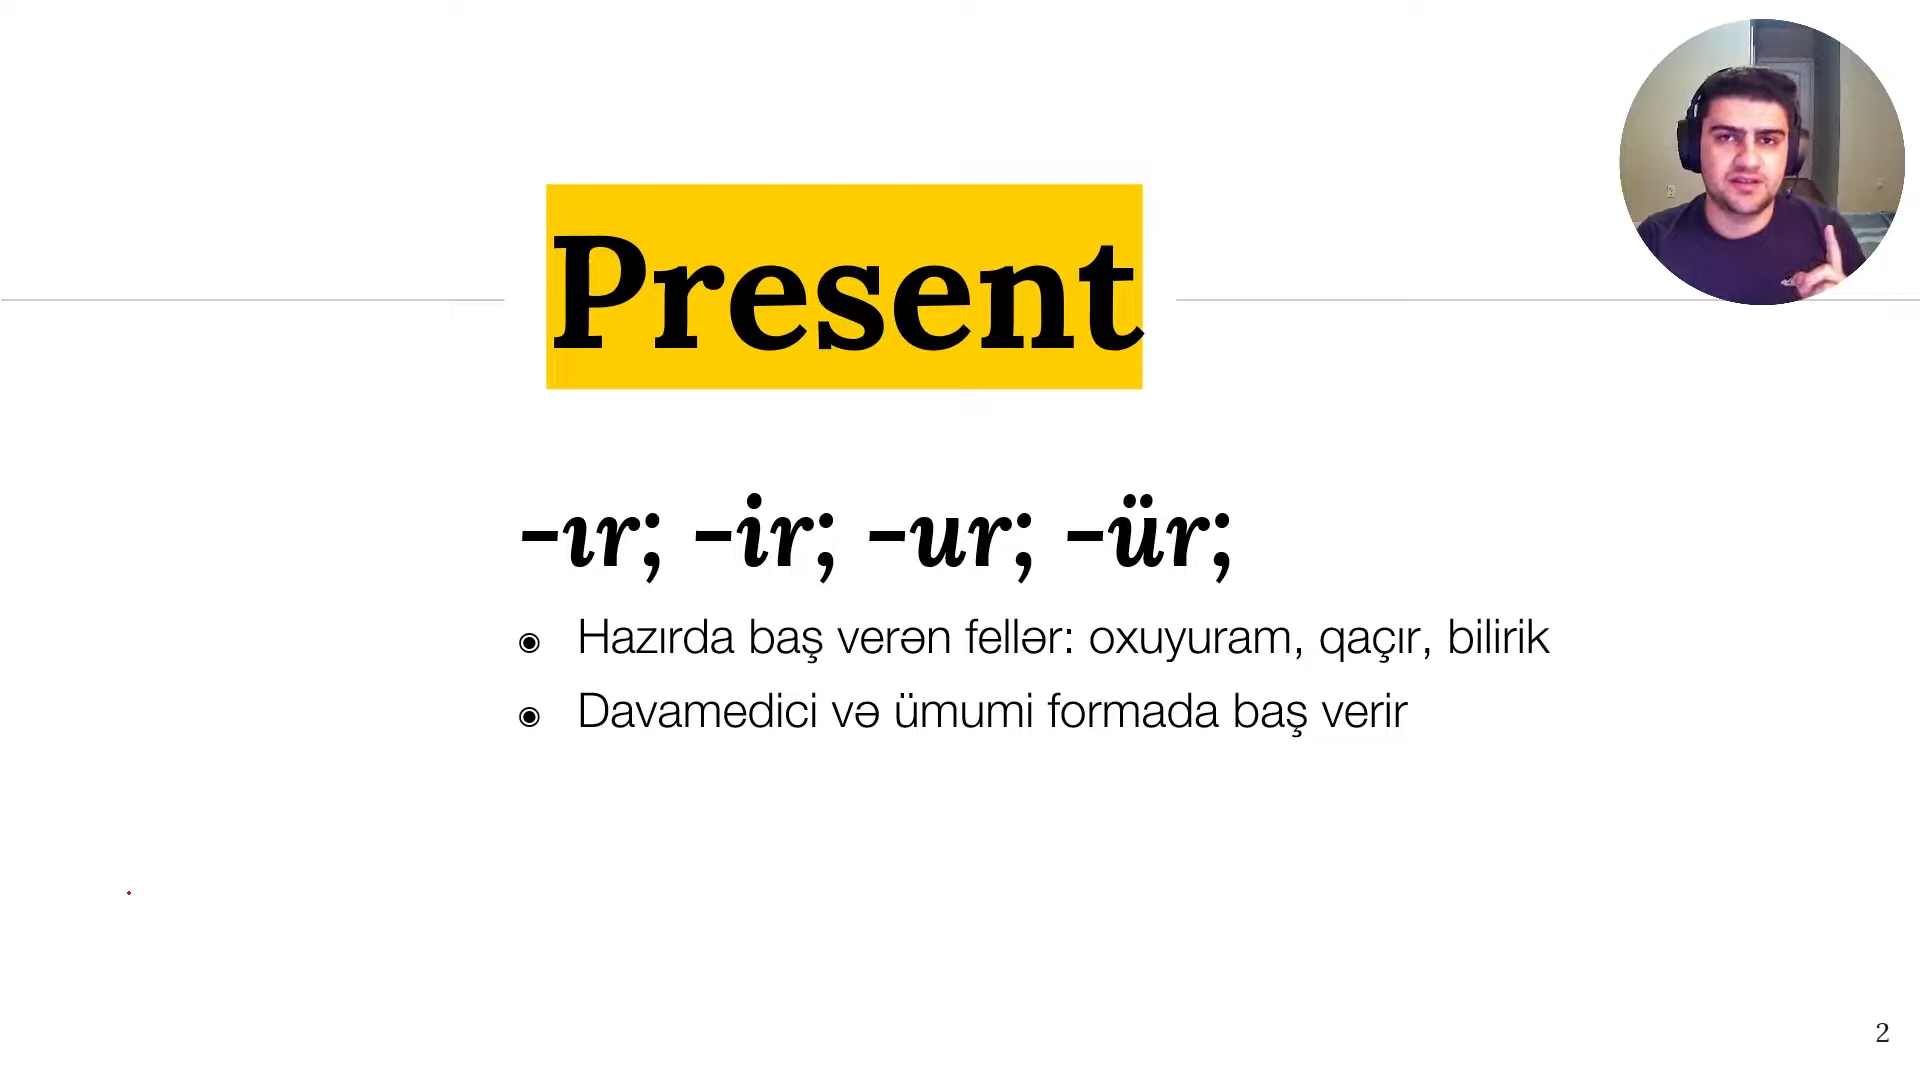 Present
-ır; -ir; -ur; -ür;
◉ Hazırda baş verən fellər: oxuyuram, qaçır, bilirik
◉ Davamedici və ümumi formada baş verir
2